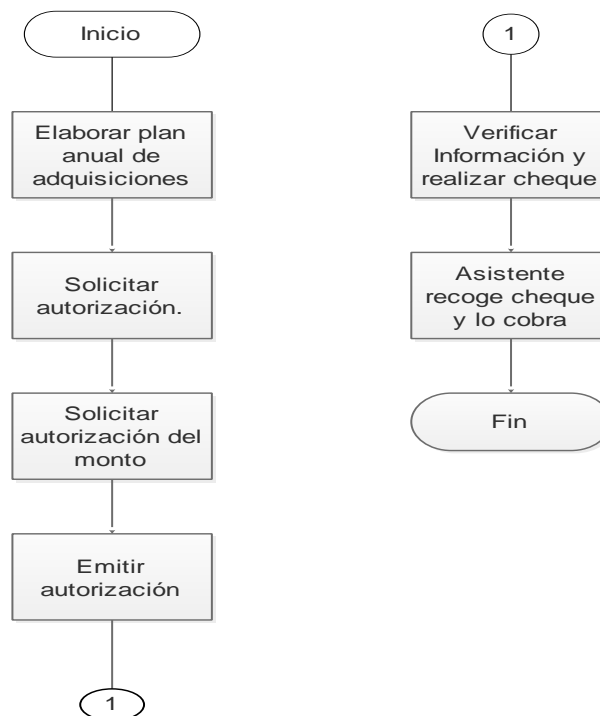 Inicio
Elaborar plan
anual de
adquisiciones
Solicitar
autorización.
Solicitar
autorización del
monto
Emitir
autorización
1
1
Verificar
Información y
realizar cheque
Asistente
recoge cheque
y lo cobra
Fin